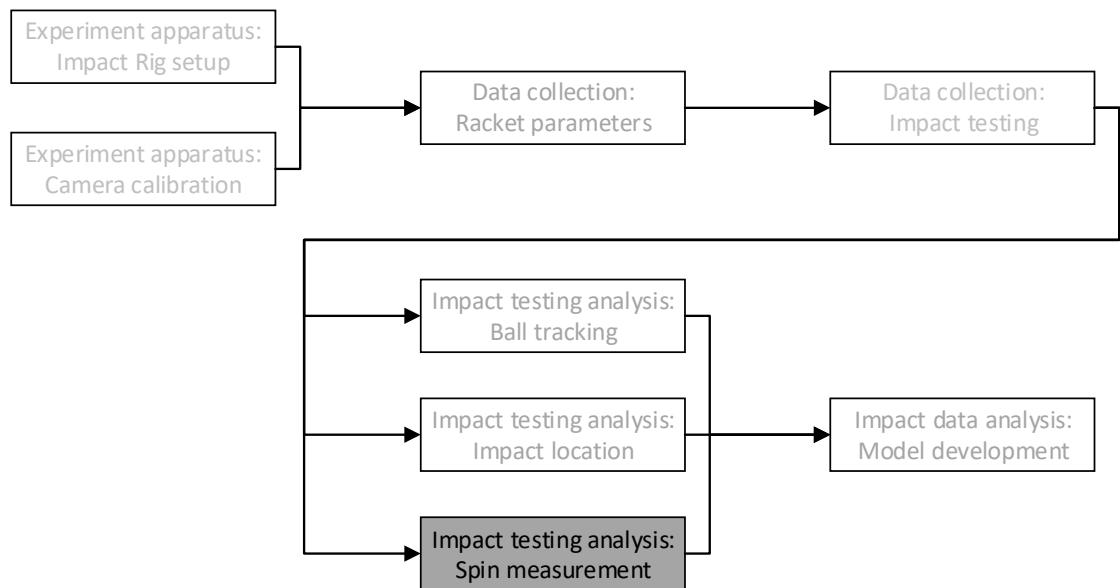 Experiment apparatus:
Impact Rig setup
Data collection:
Racket parameters
Data collection:
Impact testing
Experiment apparatus:
Camera calibration
Impact testing analysis:
Ball tracking
Impact testing analysis:
Impact location
Impact data analysis:
Model development
Impact testing analysis:
Spin measurement